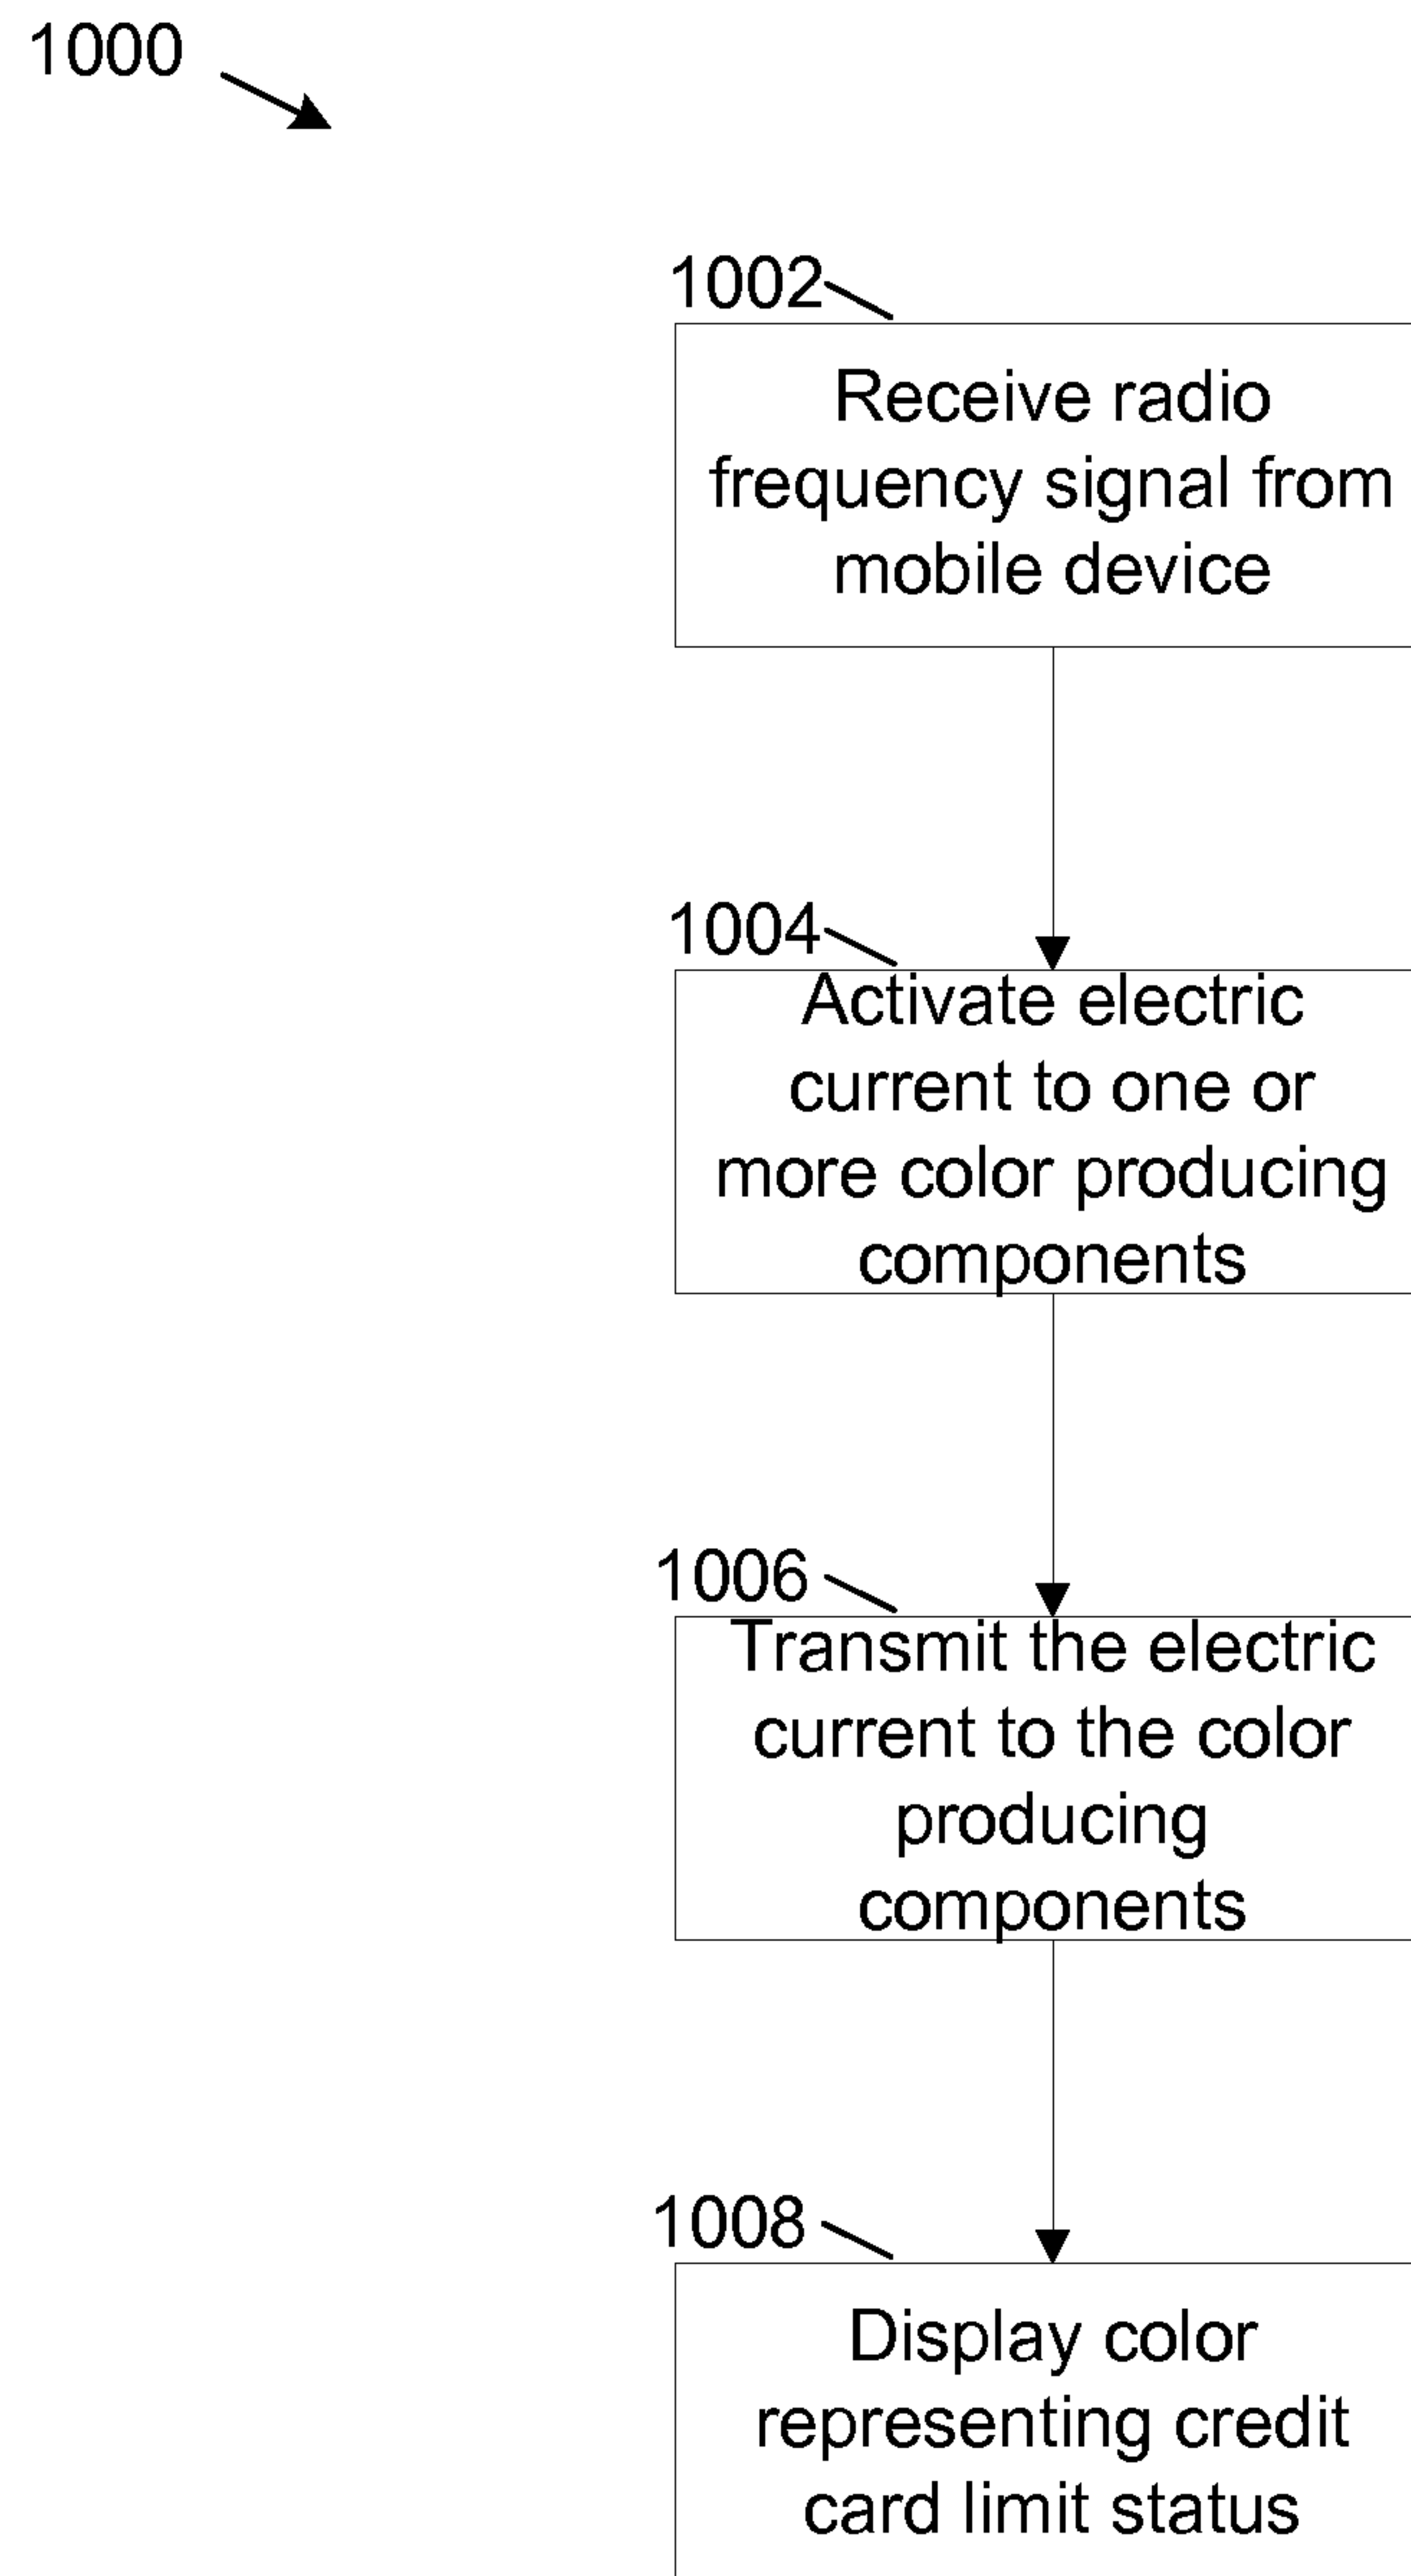 1000
1002
Receive radio
frequency signal from
mobile device
1004
Activate electric
current to one or
more color producing
components
1006
Transmit the electric
current to the color
producing
components
1008
Display color
representing credit
card limit status